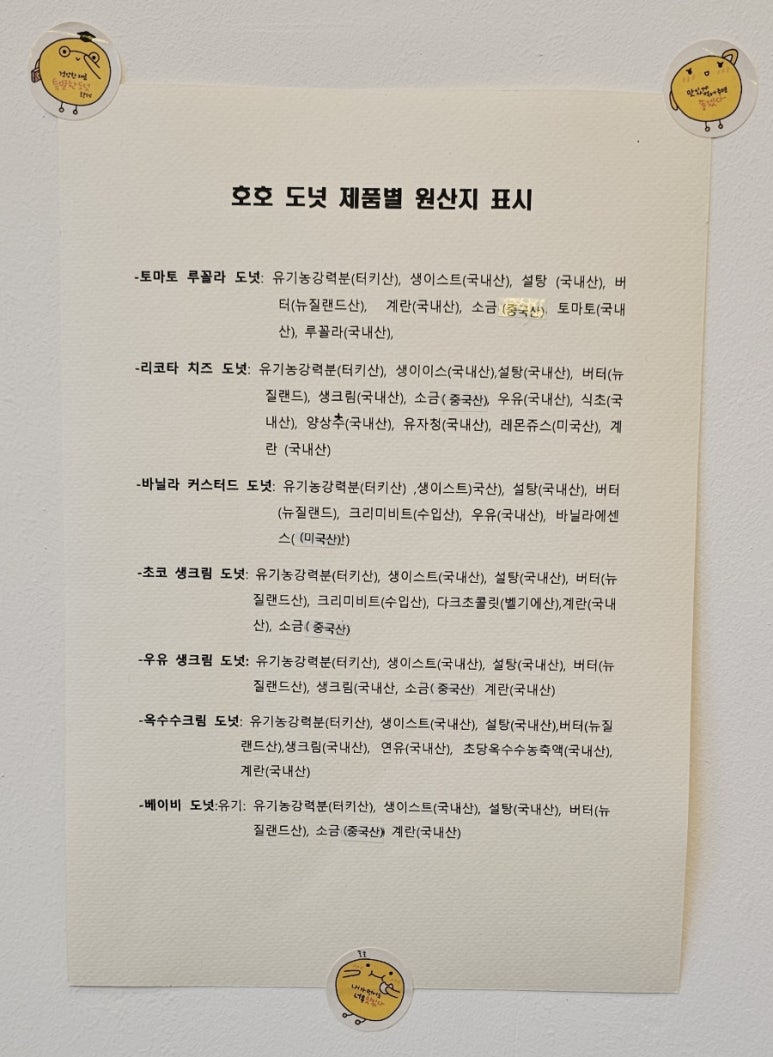 호호 도넛 제품별 원산지 표시
-토마토 루꼴라 도넛: 유기농강력분(터키산), 생이스트(국내산), 설탕 (국내산), 버
터(뉴질랜드산), 계란(국내산), 소금(중국산), 토마토(국내
산), 루꼴라(국내산),
-리코타 치즈 도넛: 유기농강력분(터키산), 생이이스(국내산),설탕(국내산), 버터(뉴
질랜드), 생크림(국내산), 소금( 중국산), 우유(국내산), 식초(국
내산), 양상추(국내산), 유자청(국내산), 레몬쥬스(미국산), 계
란 (국내산)
-바닐라 커스터드 도넛: 유기농강력분(터키산) ,생이스트)국산), 설탕(국내산), 버터
(뉴질랜드), 크리미비트(수입산), 우유(국내산), 바닐라에센
스( (미국산))
-초코 생크림 도넛: 유기농강력분(터키산), 생이스트(국내산), 설탕(국내산), 버터(뉴
질랜드산), 크리미비트(수입산), 다크초콜릿(벨기에산),계란(국내
산), 소금( 중국산)
-우유 생크림 도넛: 유기농강력분(터키산), 생이스트(국내산), 설탕(국내산), 버터(뉴
질랜드산), 생크림(국내산, 소금( 중국산) 계란(국내산)
-옥수수크림 도넛: 유기농강력분(터키산), 생이스트(국내산), 설탕(국내산),버터(뉴질
랜드산),생크림(국내산), 연유(국내산), 초당옥수수농축액(국내산),
계란(국내산)
-베이비 도넛:유기: 유기농강력분(터키산), 생이스트(국내산), 설탕(국내산), 버터(뉴
질랜드산), 소금(중국산) 계란(국내산)